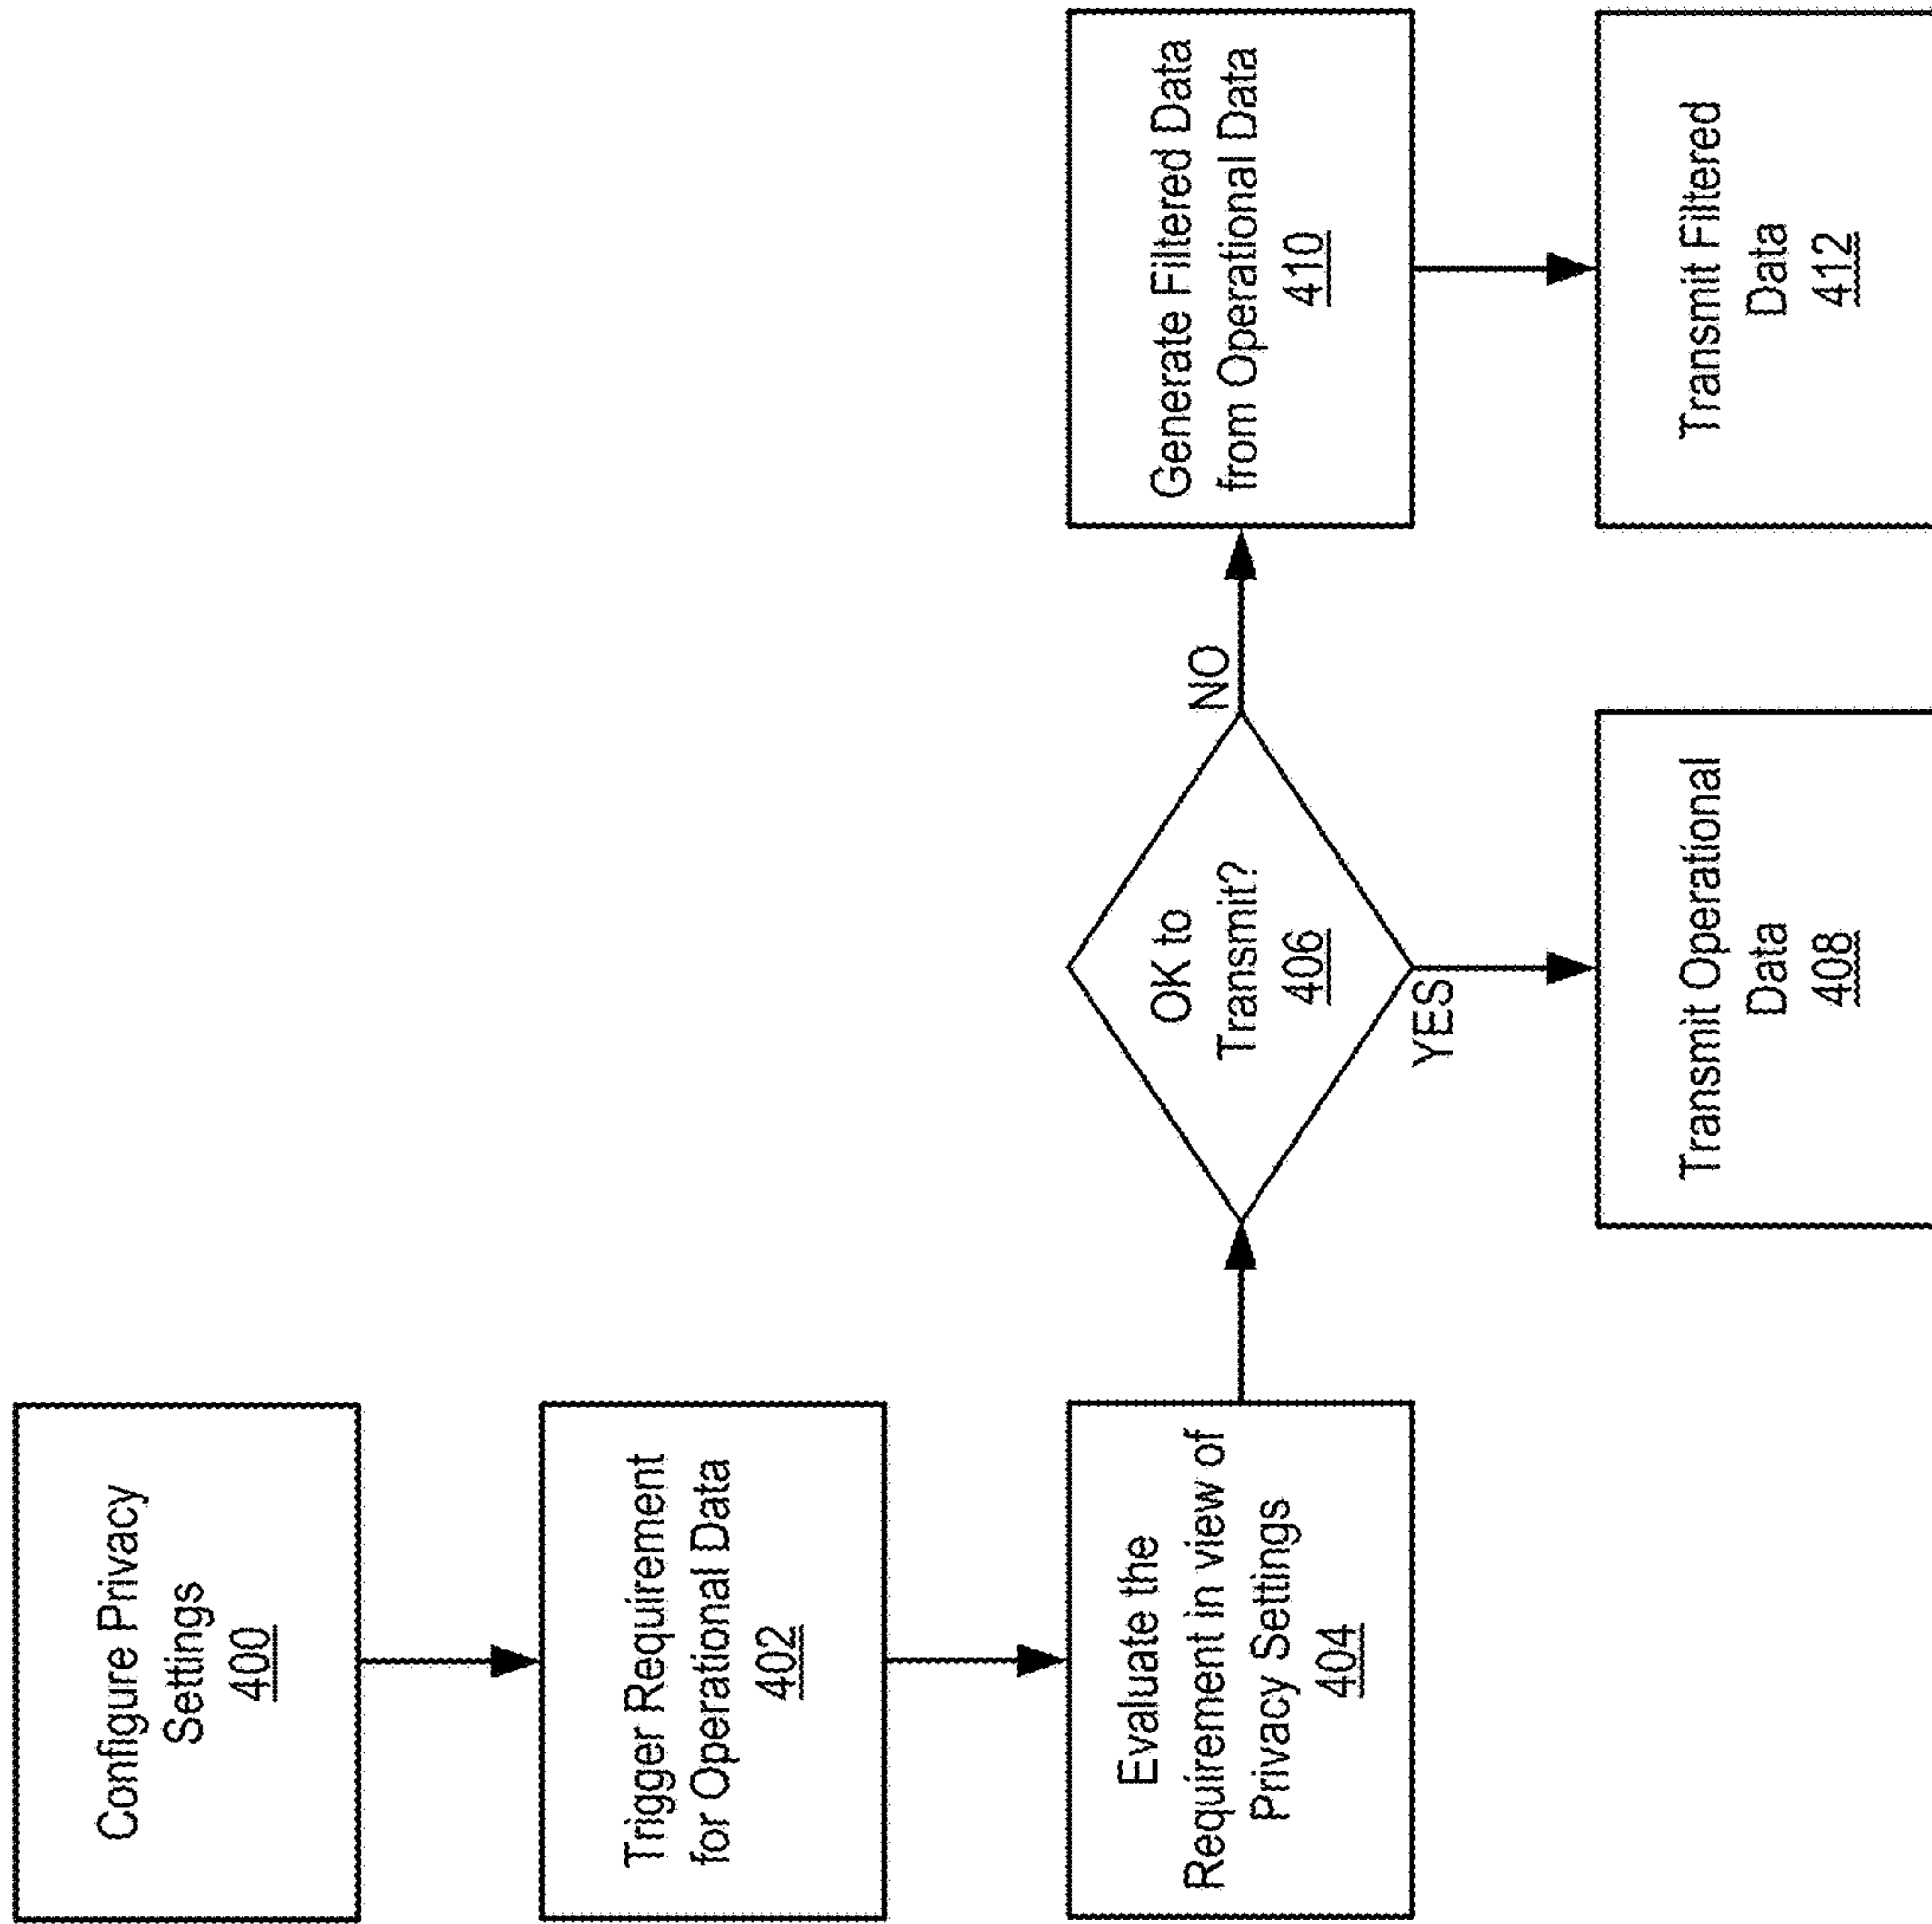 Configure Privacy
Settings
400
Trigger Requirement
for Operational Data
402
Evaluate the
Requirement in view of
Privacy Settings
404
OK to
Transmit?
406
YES
NO
Transmit Operational
Data
408
Generate Filtered Data
from Operational Data
410
Transmit Filtered
Data
412